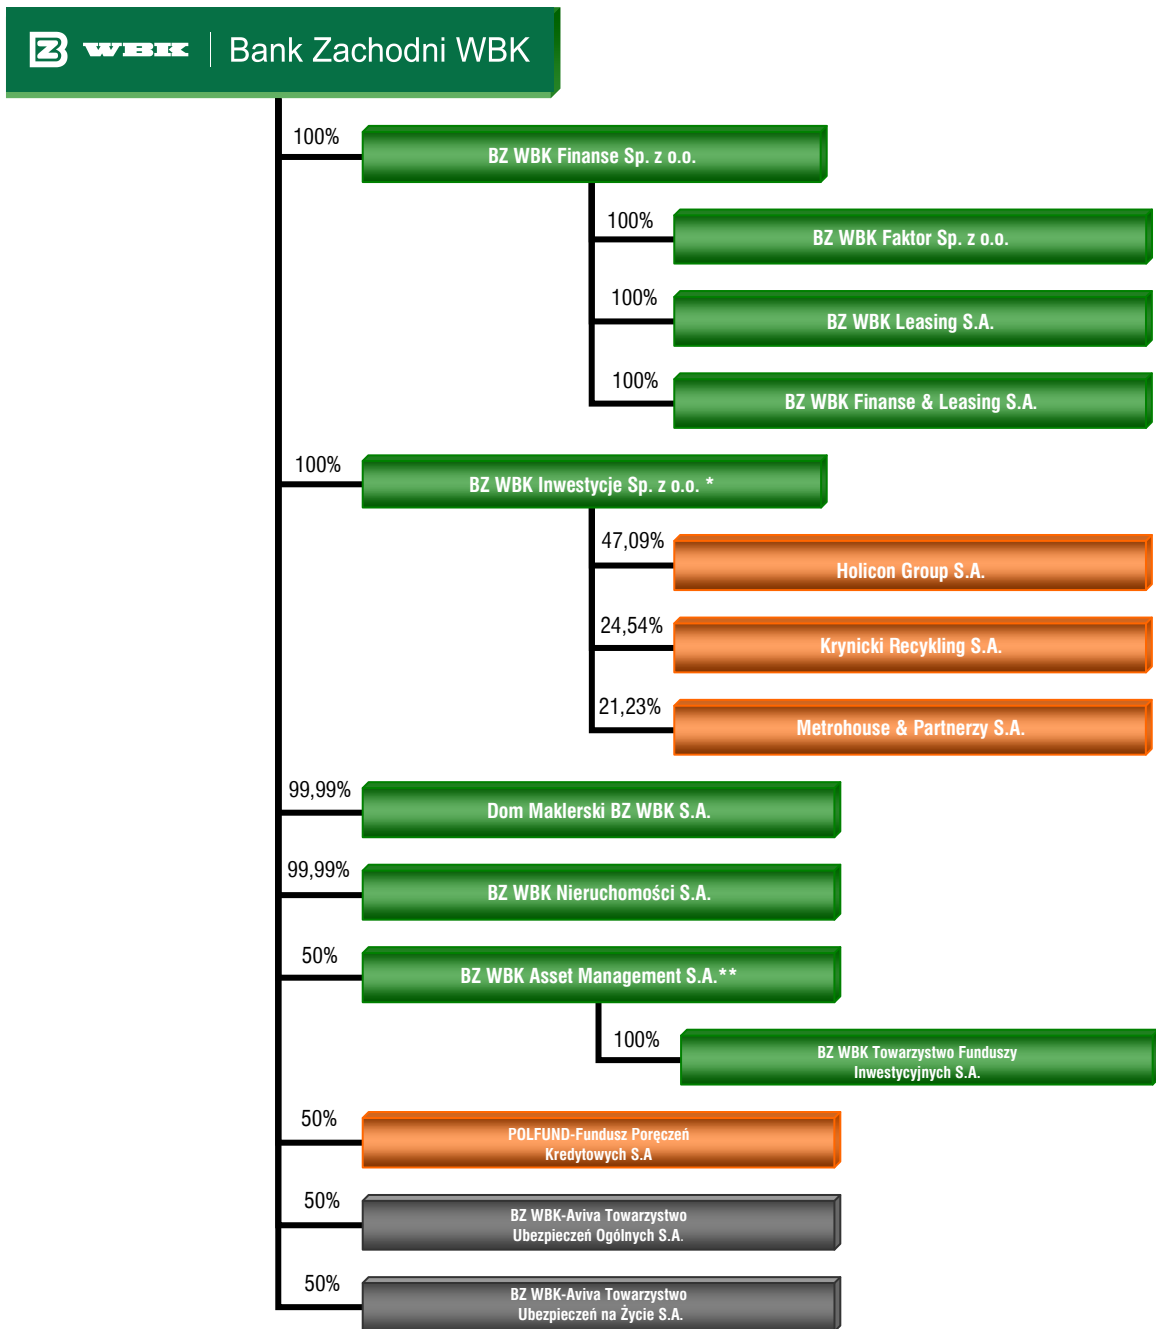 BZ WBK | Bank Zachodni WBK
100%
BZ WBK Finanse Sp. z o.o.
100%
BZ WBK Faktor Sp. z o.o.
100%
BZ WBK Leasing S.A.
100%
BZ WBK Finanse & Leasing S.A.
100%
BZ WBK Inwestycje Sp. z o.o. *
47,09%
Holicon Group S.A.
24,54%
Krynicki Recykling S.A.
21,23%
Metrohouse & Partnerzy S.A.
99,99%
Dom Maklerski BZ WBK S.A.
99,99%
BZ WBK Nieruchomości S.A.
50%
BZ WBK Asset Management S.A.**
100%
BZ WBK Towarzystwo Funduszy
Inwestycyjnych S.A.
50%
POLFUND-Fundusz Poręczeń
Kredytowych S.A
50%
BZ WBK-Aviva Towarzystwo
Ubezpieczeń Ogólnych S.A.
50%
BZ WBK-Aviva Towarzystwo
Ubezpieczeń na Życie S.A.